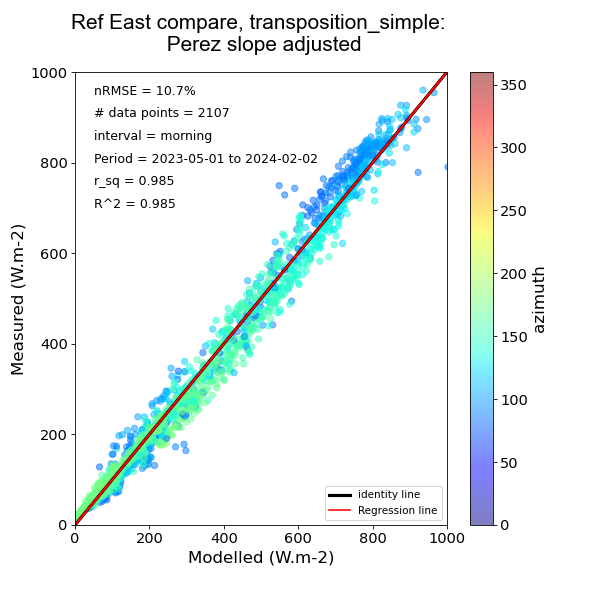 Ref East compare, transposition_simple:
Perez slope adjusted
nRMSE = 10.7%
# data points = 2107
interval = morning
Period = 2023-05-01 to 2024-02-02
r_sq = 0.985
R^2 = 0.985
1000
800
600
400
200
0
Measured (W.m-2)
0 200 400 600 800 1000
Modelled (W.m-2)
identity line
Regression line
350
300
250
200
150
100
50
0
azimuth